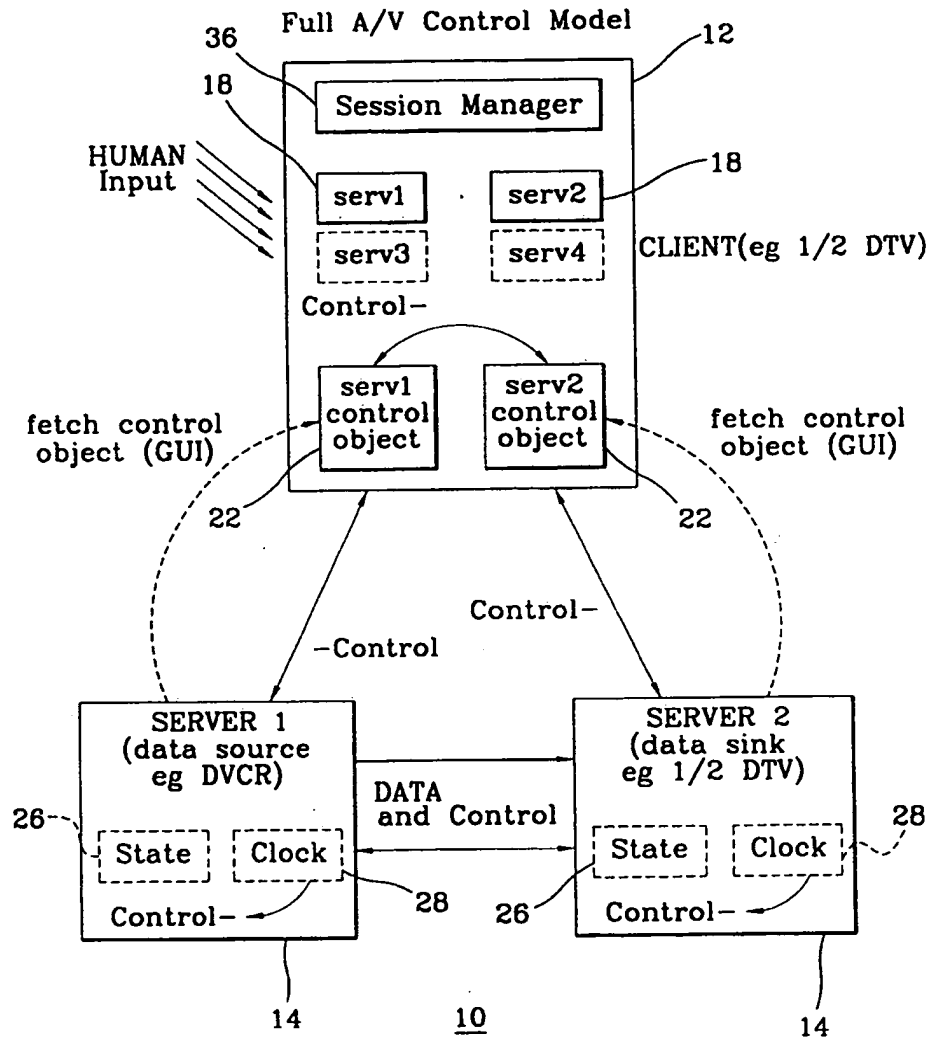 Full A/V Control Model
36
12
Session Manager
18
HUMAN
Input
18
serv1
serv2
serv3
serv4
CLIENT(eg 1/2 DTV)
Control-
serv1
control
object
serv2
control
object
fetch control
object (GUI)
fetch control
object (GUI)
22
22
Control-
-Control
SERVER 1
(data source
eg DVCR)
SERVER 2
(data sink
eg 1/2 DTV)
DATA
and Control
26
State
Clock
28
Control-
State
Clock
28
26
Control-
14
10
14